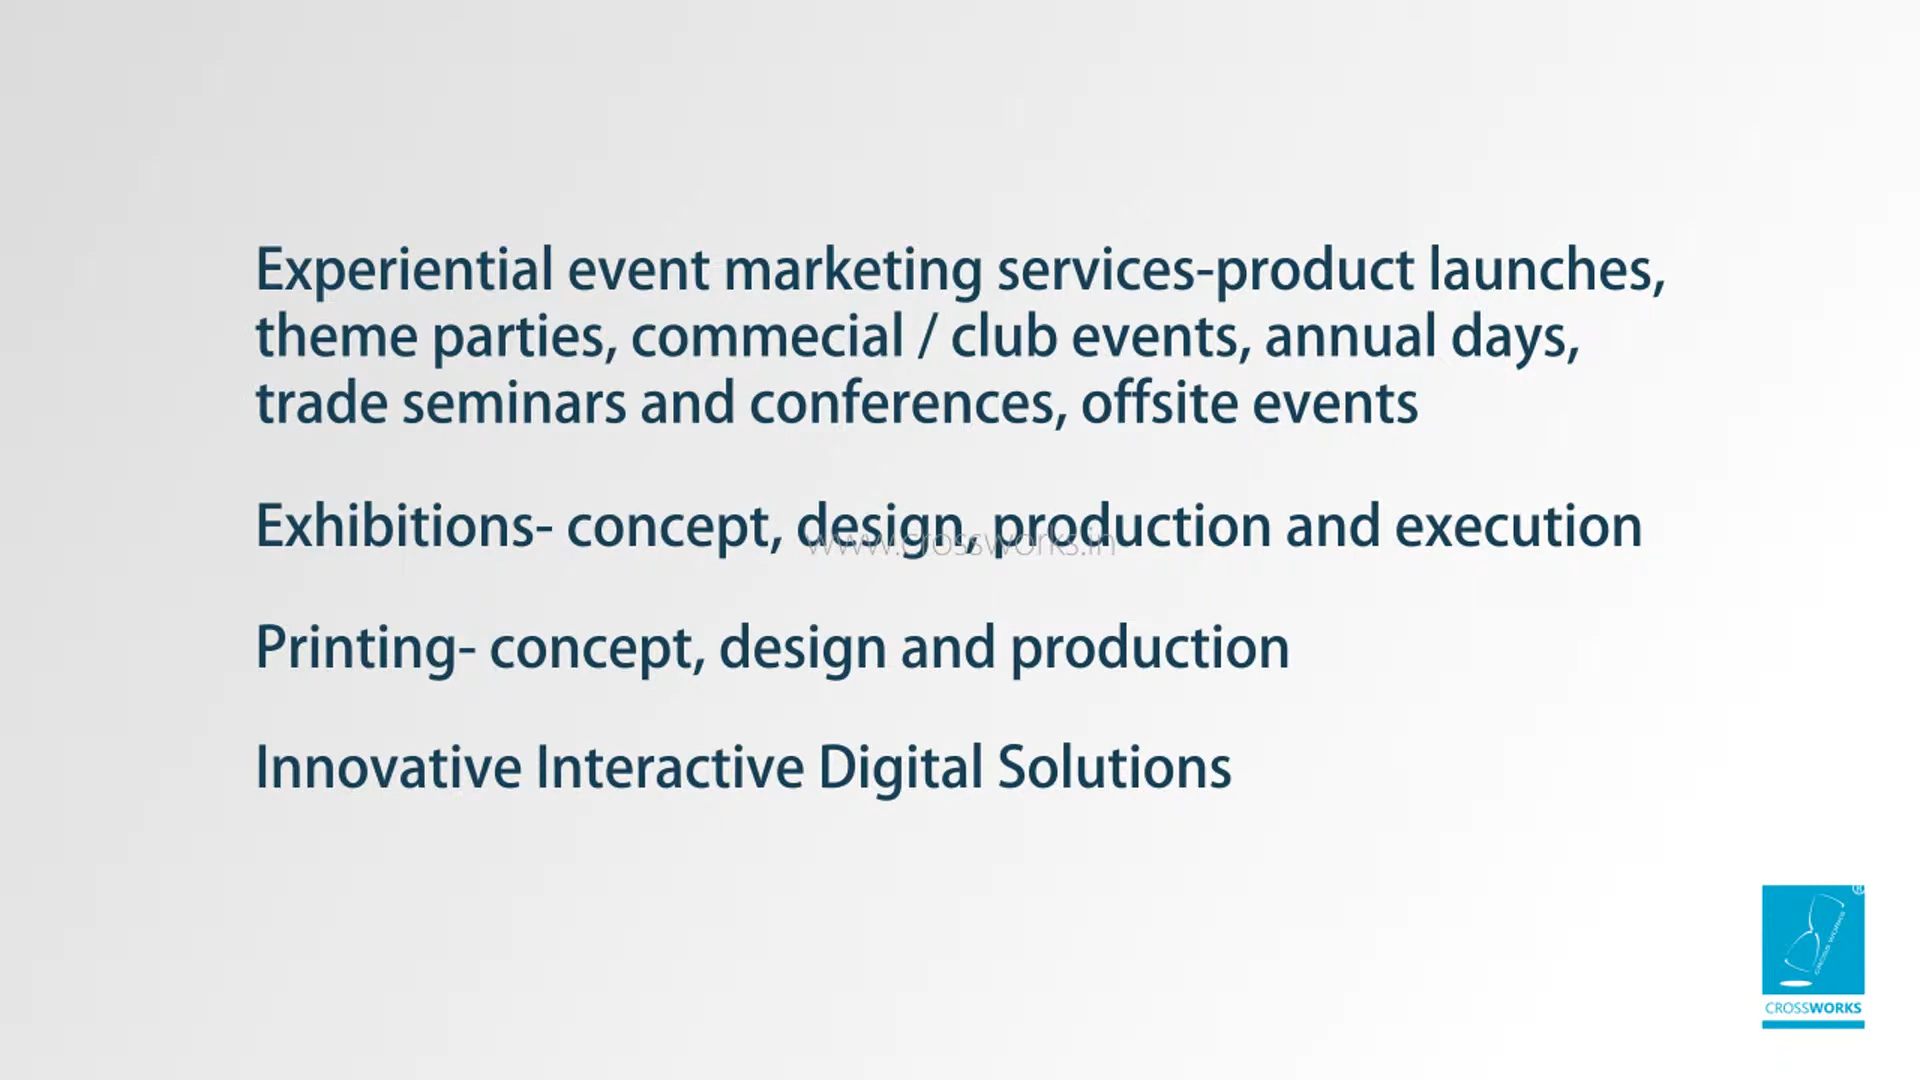 Experiential event marketing services-product launches,
theme parties, commecial / club events, annual days,
trade seminars and conferences, offsite events
Exhibitions- concept, design, production and execution
www.crossworks.in
Printing- concept, design and production
Innovative Interactive Digital Solutions
®
CROSS WORKS
CROSSWORKS